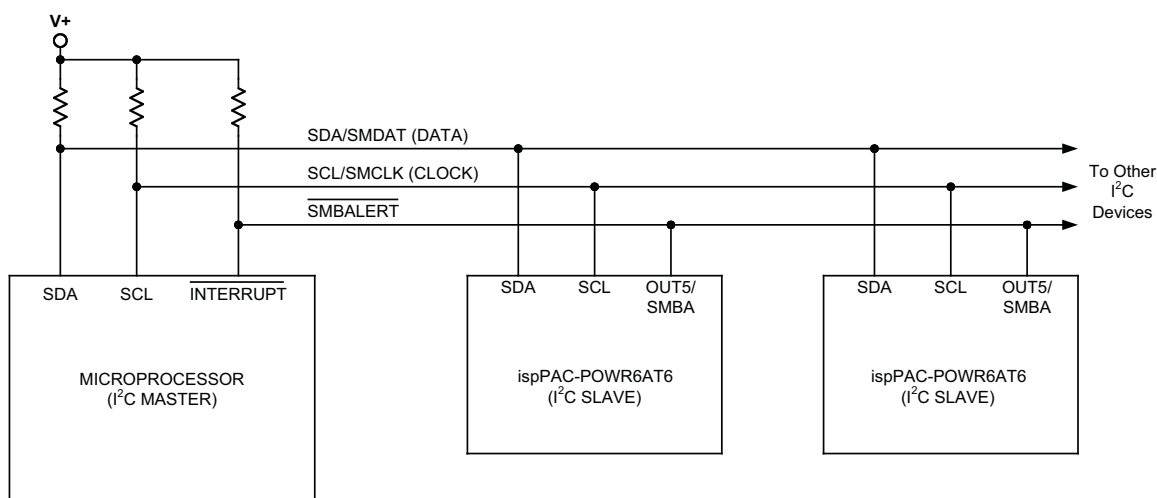 V+
SDA/SMDAT (DATA)
SCL/SMCLK (CLOCK)
SMBALERT
To Other
I²C
Devices
SDA
SCL
INTERRUPT
MICROPROCESSOR
(I²C MASTER)
SDA
SCL
OUT5/
SMBA
ispPAC-POWR6AT6
(I²C SLAVE)
SDA
SCL
OUT5/
SMBA
ispPAC-POWR6AT6
(I²C SLAVE)